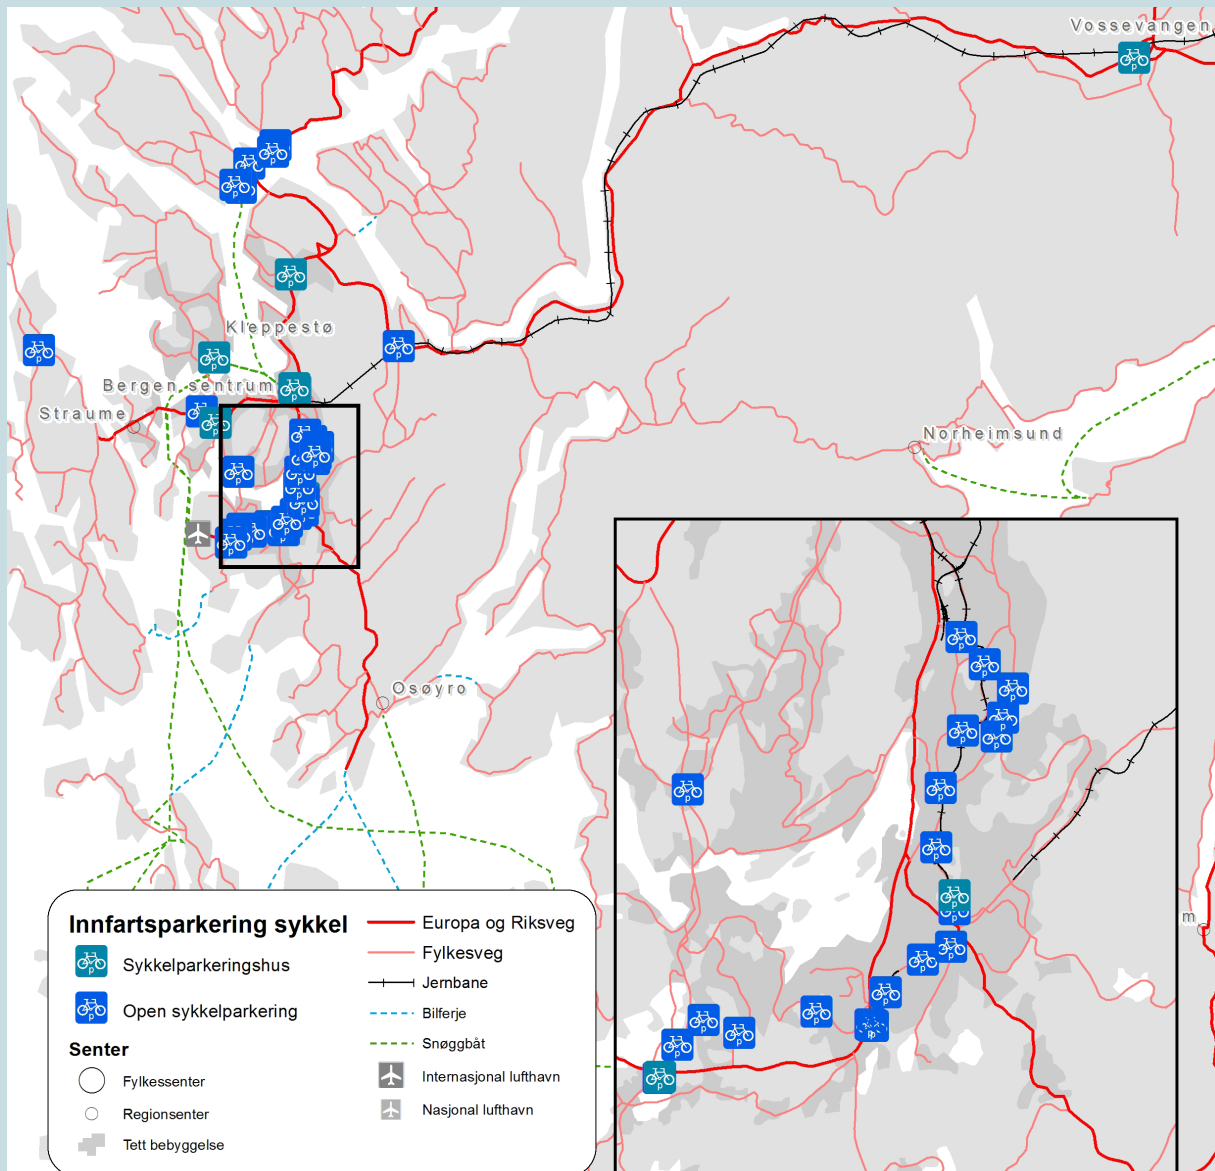 Vossevangen
Kleppestø
Bergen sentrum
Straume
Norheimsund
Osøyro
m
Innfartsparkering sykkel
Sykkelparkeringshus
Open sykkelparkering
Senter
Fylkessenter
Regionsenter
Tett bebyggelse
Europa og Riksveg
Fylkesveg
Jernbane
Bilferje
Snøggbåt
Internasjonal lufthavn
Nasjonal lufthavn